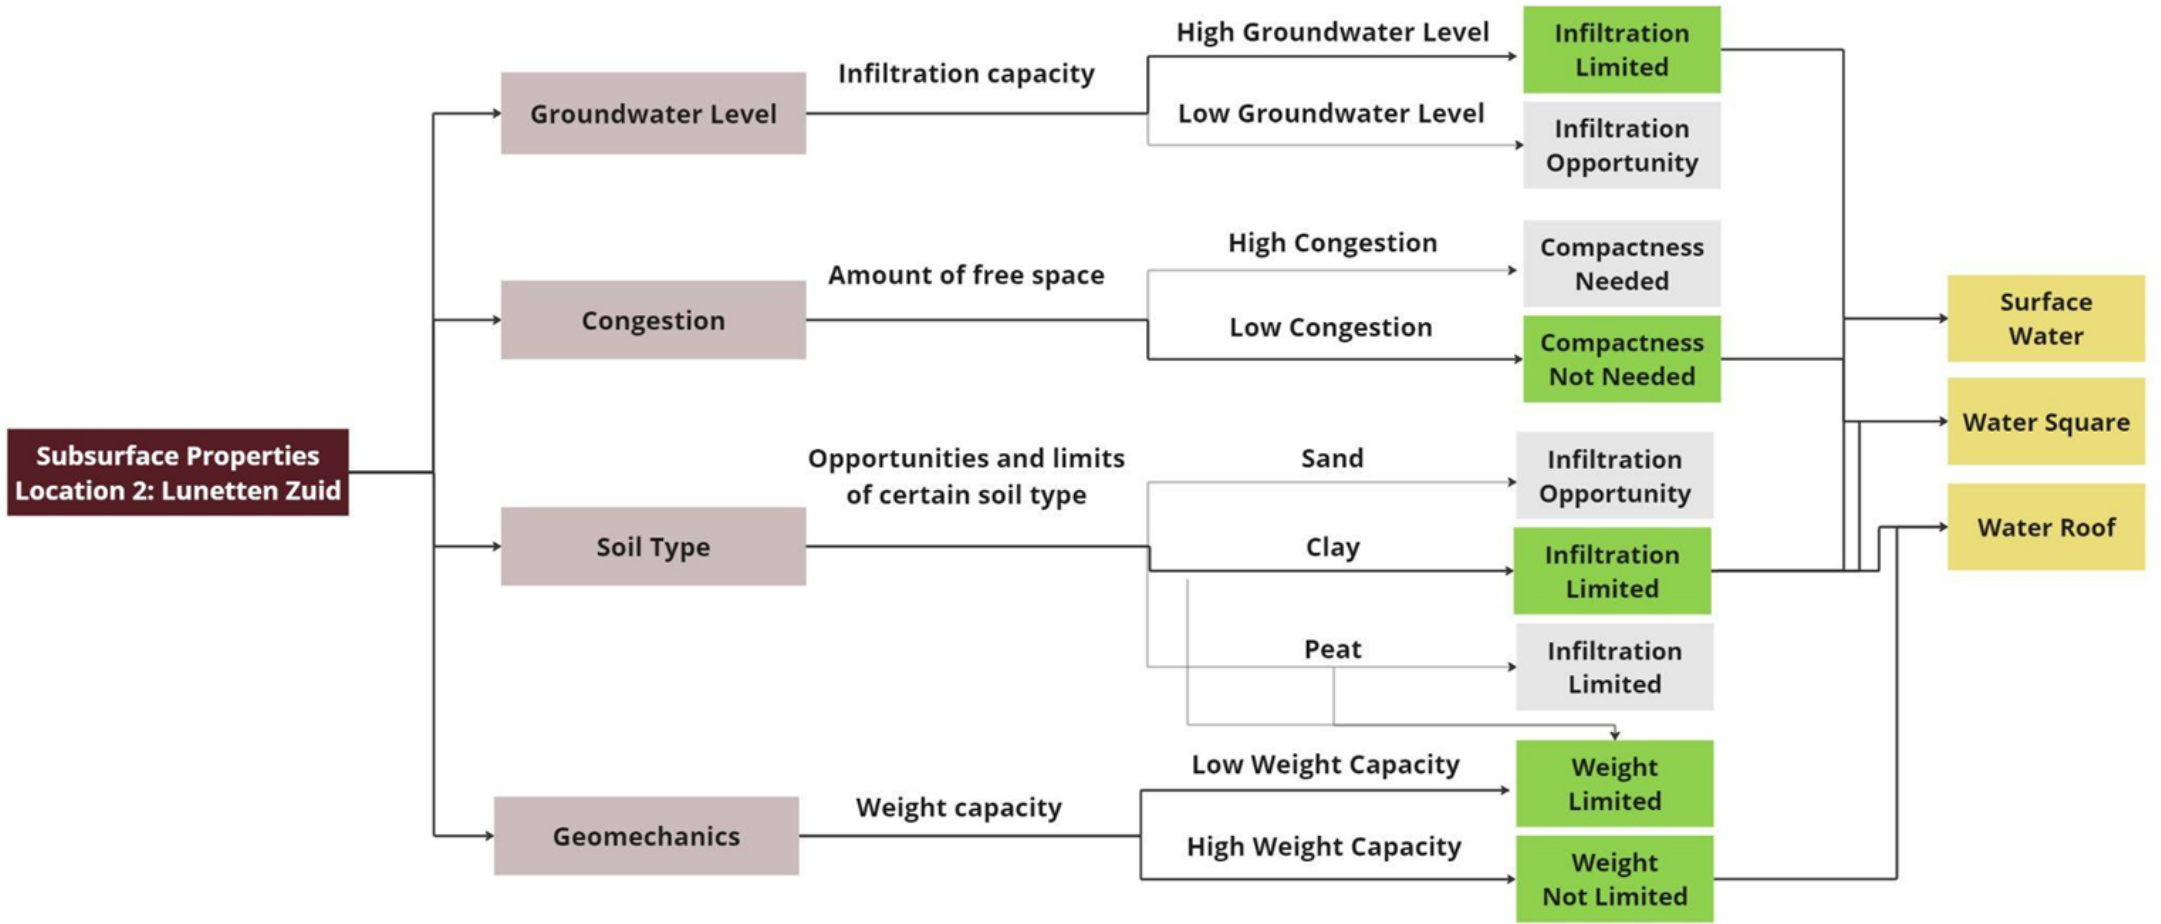 Subsurface Properties
Location 2: Lunetten Zuid
Groundwater Level
Infiltration capacity
High Groundwater Level
Infiltration
Limited
Low Groundwater Level
Infiltration
Opportunity
Congestion
Amount of free space
High Congestion
Compactness
Needed
Low Congestion
Compactness
Not Needed
Soil Type
Opportunities and limits
of certain soil type
Sand
Infiltration
Opportunity
Clay
Infiltration
Limited
Peat
Infiltration
Limited
Geomechanics
Weight capacity
Low Weight Capacity
Weight
Limited
High Weight Capacity
Weight
Not Limited
Surface
Water
Water Square
Water Roof